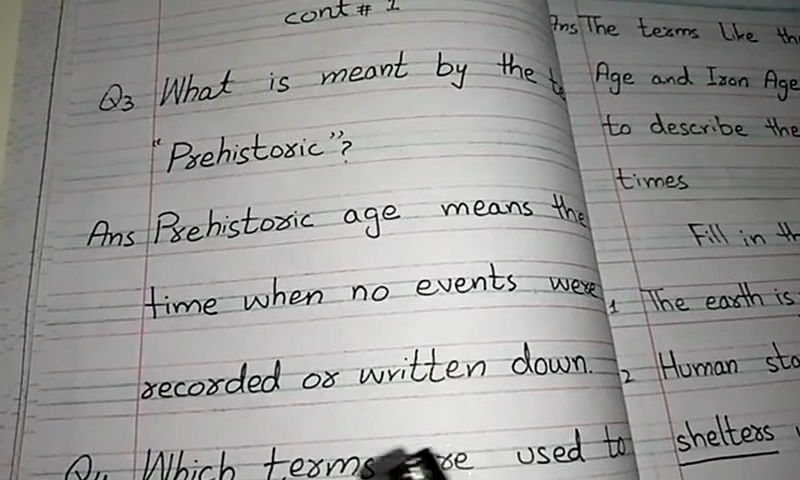 cont # 1
Q3 What is meant by the
"Prehistoric"?
Ans Prehistoric age means the
time when no events were
recorded or written down.
Q4 Which terms are used to
Ans The terms like
Age and Iron Age
to describe the
times
Fill in
1 The earth is
2 Human
shelters